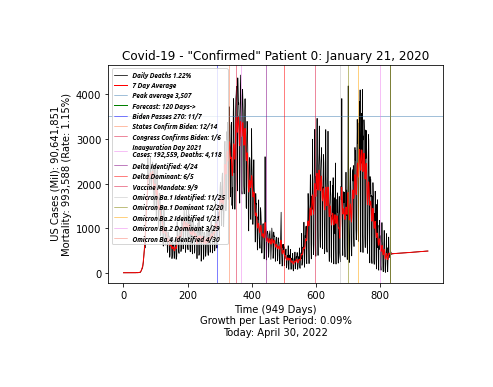 Covid-19 - "Confirmed" Patient 0: January 21, 2020
US Cases (Mil): 90,641,851
Mortality: 993,588 (Rate: 1.15%)
4000
3000
2000
1000
0
Daily Deaths 1.22%
7 Day Average
Peak average 3,507
Forecast: 120 Days->
Biden Passes 270: 11/7
States Confirm Biden: 12/14
Congress Confirms Biden: 1/6
Inauguration Day 2021
Cases: 192,559, Deaths: 4,118
Delta Identified: 4/24
Delta Dominant: 6/5
Vaccine Mandate: 9/9
Omicron Ba.1 Identified: 11/25
Omicron Ba.1 Dominant: 12/20
Omicron Ba.2 Identified 1/21
Omicron Ba.2 Dominant 3/29
Omicron Ba.4 Identified 4/30
0 200 400 600 800
Time (949 Days)
Growth per Last Period: 0.09%
Today: April 30, 2022